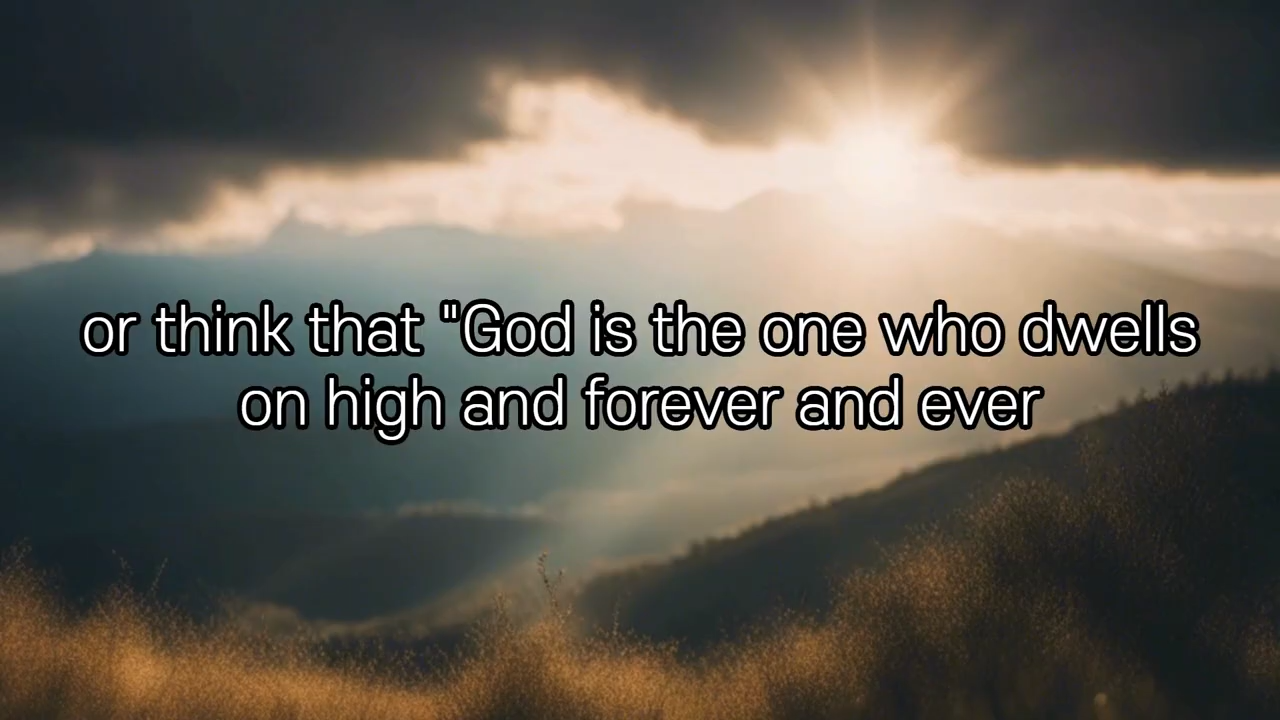 or think that "God is the one who dwells
on high and forever and ever